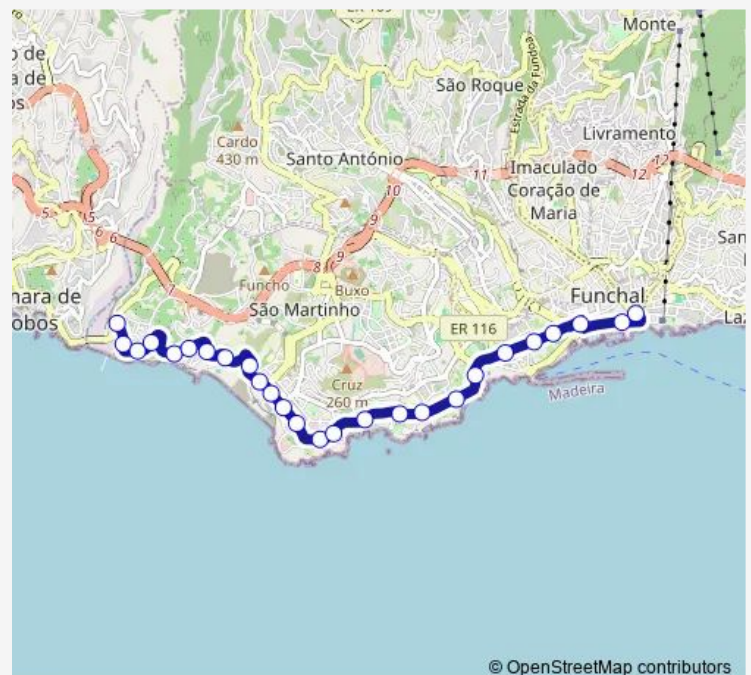 Monte
São Roque
Estrada da Fundoa
Cardo
430 m
Livramento
Santo António
12
12
10
11
Imaculado
Coração de
Maria
9
5
5
6
6
9
8
7
Funcho
Buxo
Funchal
São Martinho
ER 116
Cruz
260 m
Madeira
© OpenStreetMap contributors